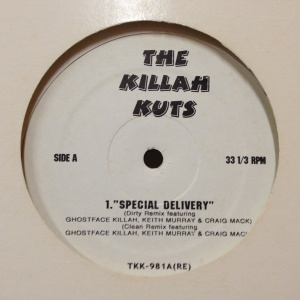 THE
KILLAH
KUTS
SIDE A
33 1/3 RPM
1."SPECIAL DELIVERY"
(Dirty Remix featuring
GHOSTFACE KILLAH, KEITH MURRAY & CRAIG MACK)
(Clean Remix featuring
GHOSTFACE KILLAH, KEITH MURRAY & CRAIG MACK
TKK-981A(RE)